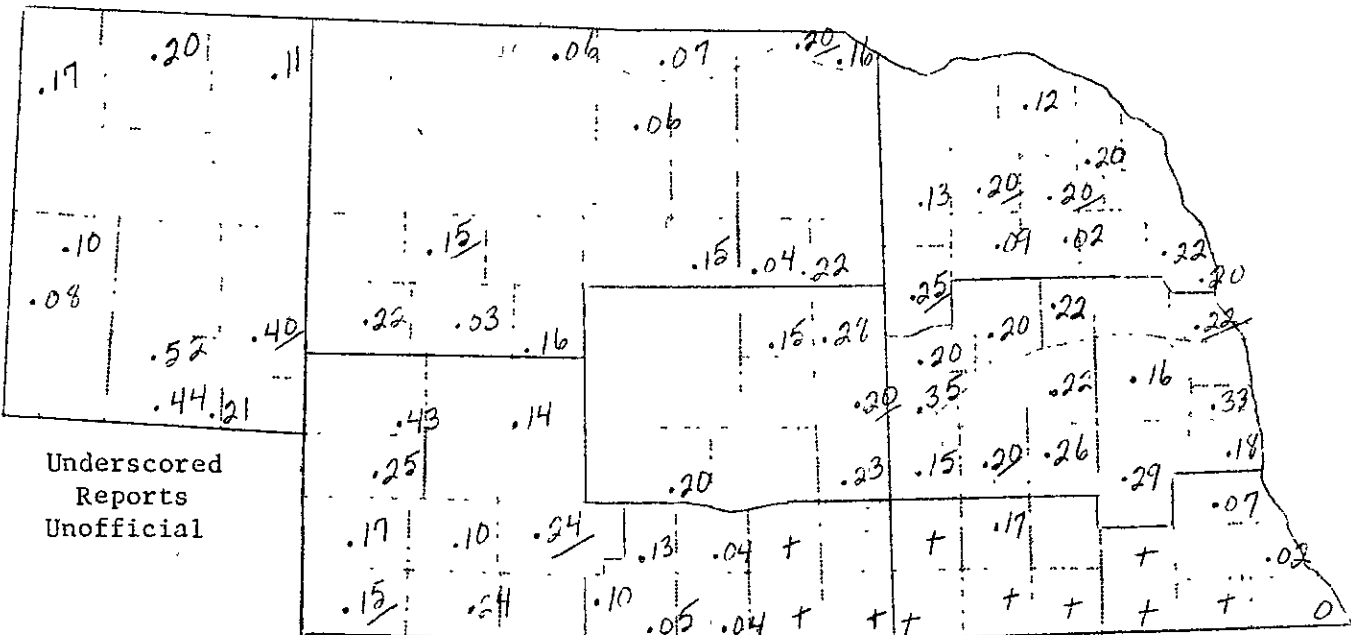 .17 .20 .11 .06 .07 .20 .16
.06 .12
.20
.13 .20 .20
.10 .15 .15 .04 .22 .09 .02 .22
.08 .25 .20
.22 .03 .16 .15 .28 .20 .20 .22 .22
.52 .40
.44 .21 .43 .14 .20 .35 .22 .16 .33
.25 .20 .23 .15 .20 .26 .29 .18
Underscored
Reports
Unofficial
.17 .10 .24 .13 .04 + + .17 + .07
.02
.15 .24 .10 .05 .04 + + + + + + + 0